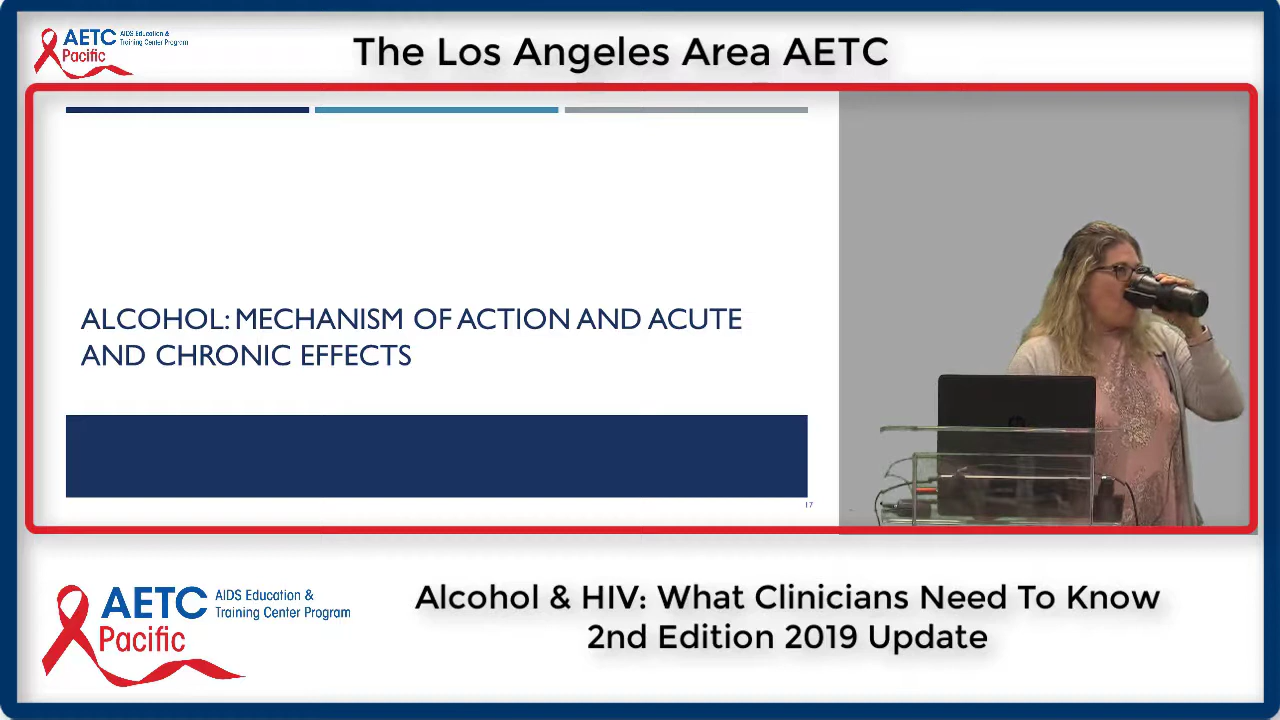 AETC AIDS Education &
Training Center Program
Pacific
The Los Angeles Area AETC
ALCOHOL: MECHANISM OF ACTION AND ACUTE
AND CHRONIC EFFECTS
17
AETC AIDS Education &
Training Center Program
Pacific
Alcohol & HIV: What Clinicians Need To Know
2nd Edition 2019 Update